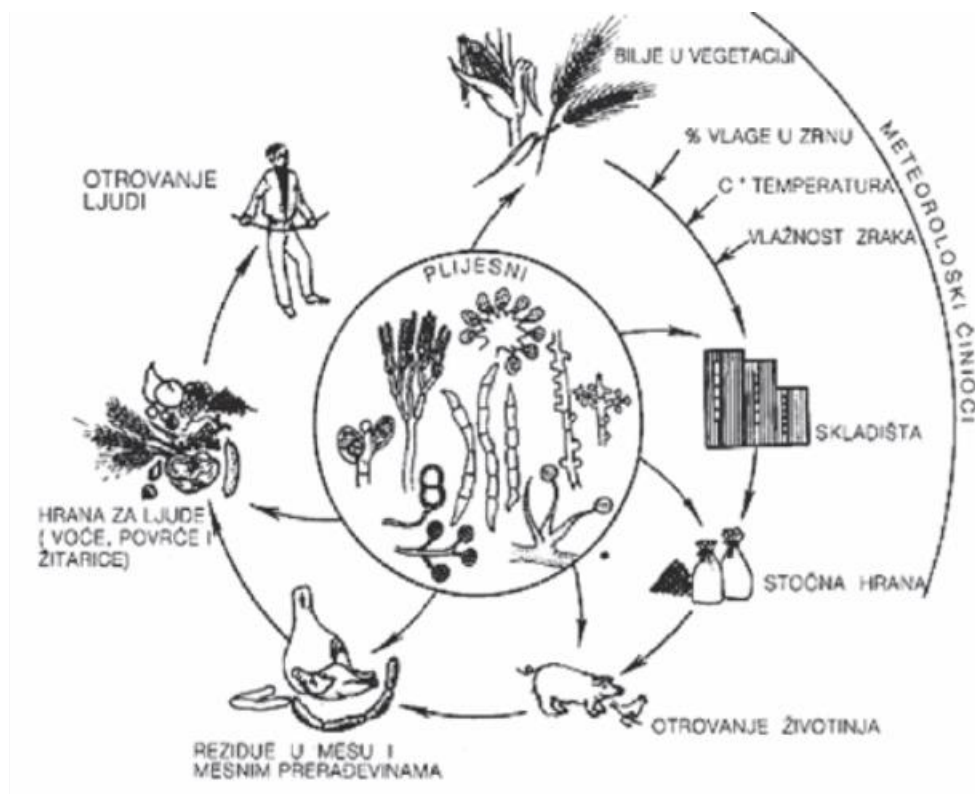 BILJE U VEGETACIJI
% VLAGE U ZRNU
C° TEMPERATURA
VLAŽNOST ZRAKA
METEOROLOŠKI ČINIOCI
OTROVANJE
LJUDI
PLIJESNI
SKLADIŠTA
HRANA ZA LJUDE
( VOĆE, POVRĆE I
ŽITARICE)
STOČNA HRANA
OTROVANJE ŽIVOTINJA
REZIDUE U MESU I
MESNIM PRERAĐEVINAMA